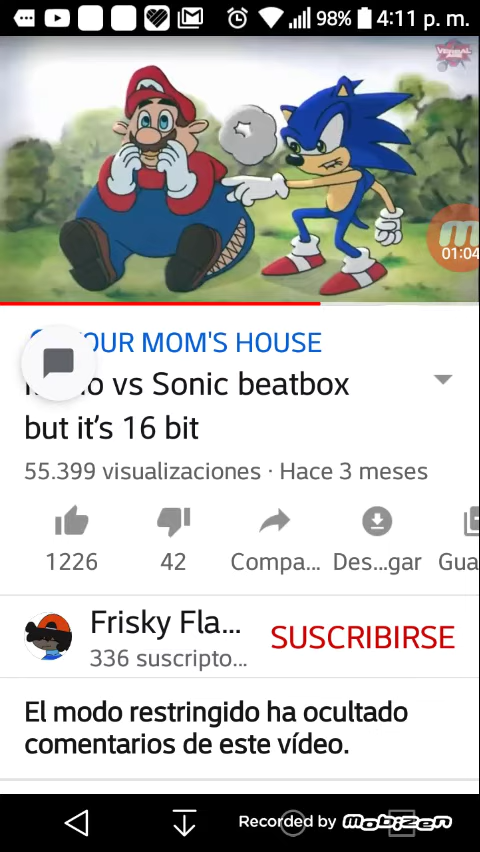 98% 4:11 p. m.
VERBAL
ASE
01:04
OUR MOM'S HOUSE
vs Sonic beatbox
but it's 16 bit
55.399 visualizaciones · Hace 3 meses
1226 42 Compa... Des...gar Gua
Frisky Fla...
336 suscripto...
SUSCRIBIRSE
El modo restringido ha ocultado
comentarios de este vídeo.
Recorded by Mobizen